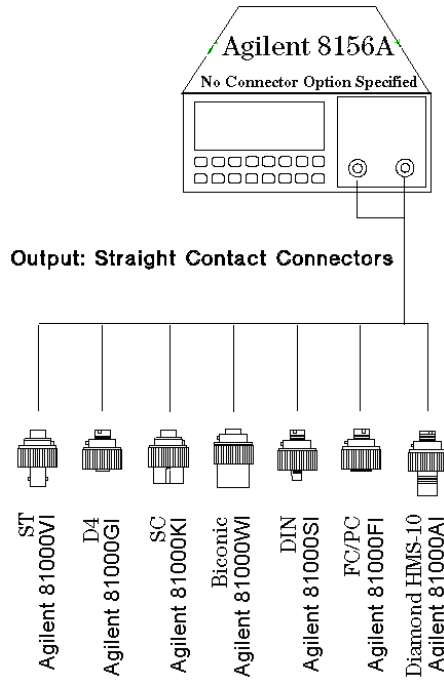 Agilent 8156A
No Connector Option Specified
Output: Straight Contact Connectors
ST
Agilent 81000VI
D4
Agilent 81000GI
SC
Agilent 81000KI
Biconic
Agilent 81000WI
DIN
Agilent 81000SI
FC/PC
Agilent 81000FI
Diamond HMS-10
Agilent 81000AI